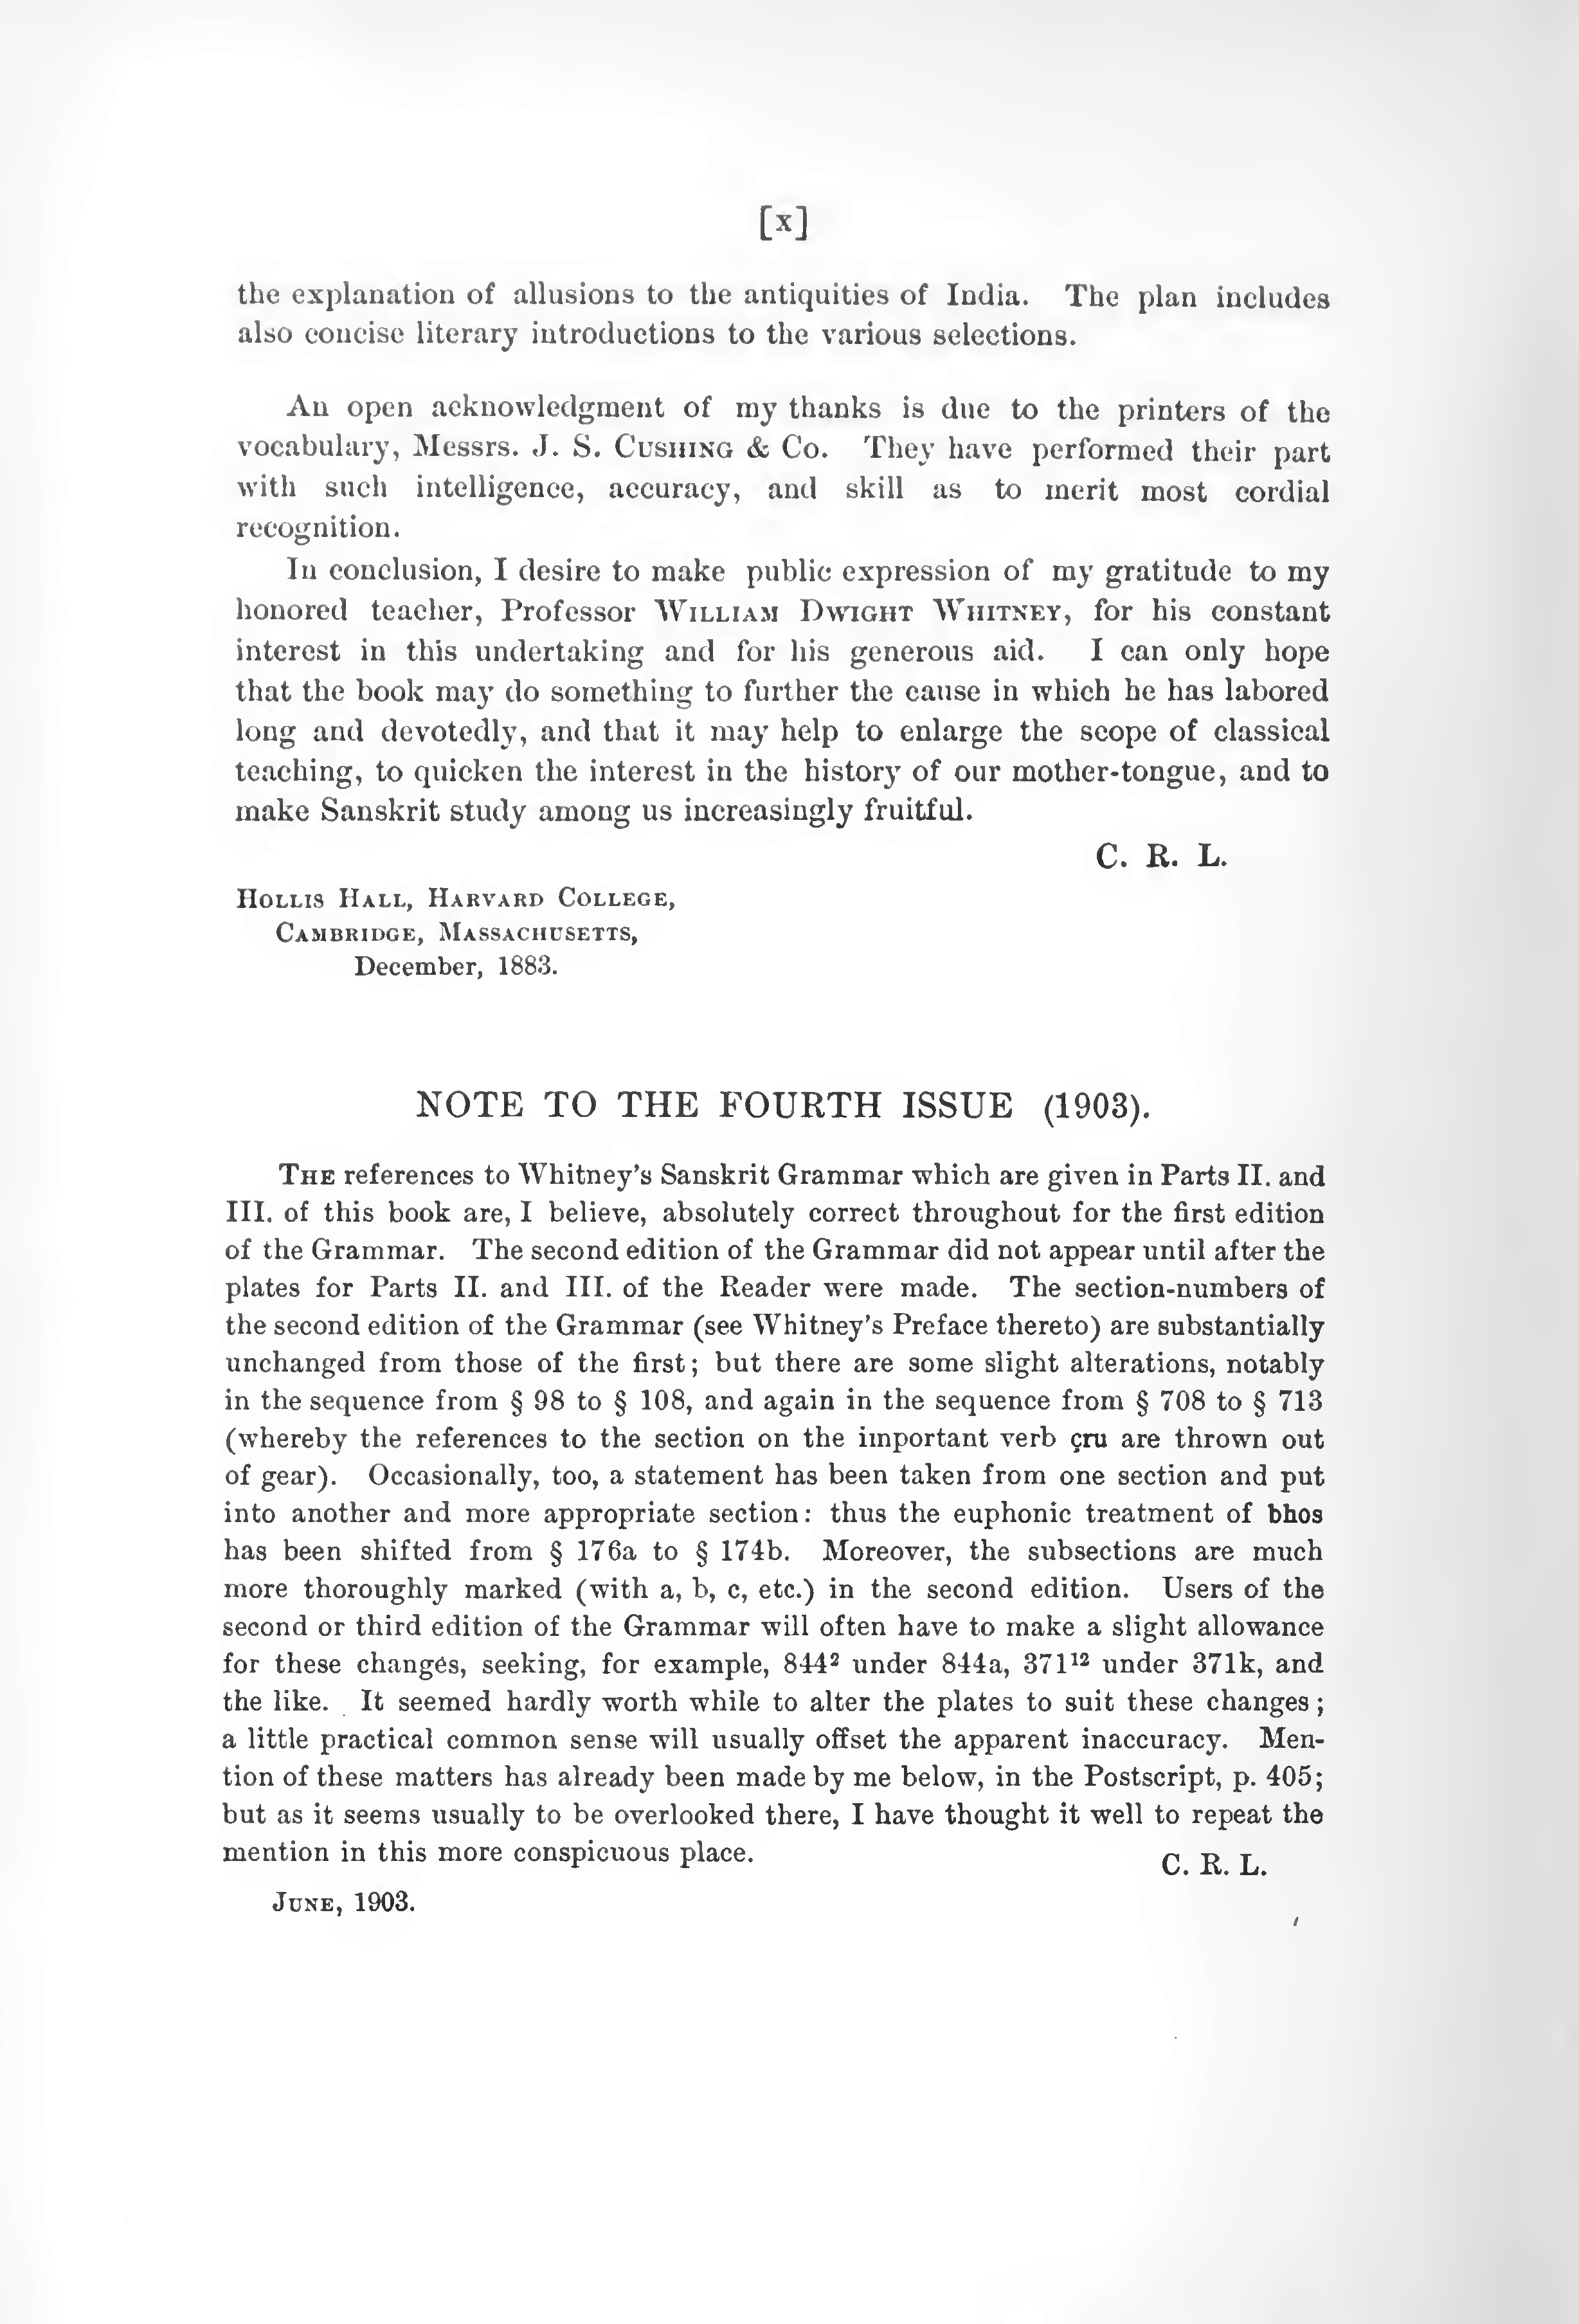 [x]
the explanation of allusions to the antiquities of India. The plan includes
also concise literary introductions to the various selections.
An open acknowledgment of my thanks is due to the printers of the
vocabulary, Messrs. J. S. Cushing & Co. They have performed their part
with such intelligence, accuracy, and skill as to merit most cordial
recognition.
In conclusion, I desire to make public expression of my gratitude to my
honored teacher, Professor William Dwight Whitney, for his constant
interest in this undertaking and for his generous aid. I can only hope
that the book may do something to further the cause in which he has labored
long and devotedly, and that it may help to enlarge the scope of classical
teaching, to quicken the interest in the history of our mother-tongue, and to
make Sanskrit study among us increasingly fruitful.
C. R. L.
Hollis Hall, Harvard College,
Cambridge, Massachusetts,
December, 1883.
NOTE TO THE FOURTH ISSUE (1903).
The references to Whitney's Sanskrit Grammar which are given in Parts II. and
III. of this book are, I believe, absolutely correct throughout for the first edition
of the Grammar. The second edition of the Grammar did not appear until after the
plates for Parts II. and III. of the Reader were made. The section-numbers of
the second edition of the Grammar (see Whitney's Preface thereto) are substantially
unchanged from those of the first; but there are some slight alterations, notably
in the sequence from § 98 to § 108, and again in the sequence from § 708 to § 713
(whereby the references to the section on the important verb çru are thrown out
of gear). Occasionally, too, a statement has been taken from one section and put
into another and more appropriate section: thus the euphonic treatment of bhos
has been shifted from § 176a to § 174b. Moreover, the subsections are much
more thoroughly marked (with a, b, c, etc.) in the second edition. Users of the
second or third edition of the Grammar will often have to make a slight allowance
for these changes, seeking, for example, 844² under 844a, 371¹² under 371k, and
the like. It seemed hardly worth while to alter the plates to suit these changes;
a little practical common sense will usually offset the apparent inaccuracy. Men-
tion of these matters has already been made by me below, in the Postscript, p. 405;
but as it seems usually to be overlooked there, I have thought it well to repeat the
mention in this more conspicuous place.
C. R. L.
June, 1903.